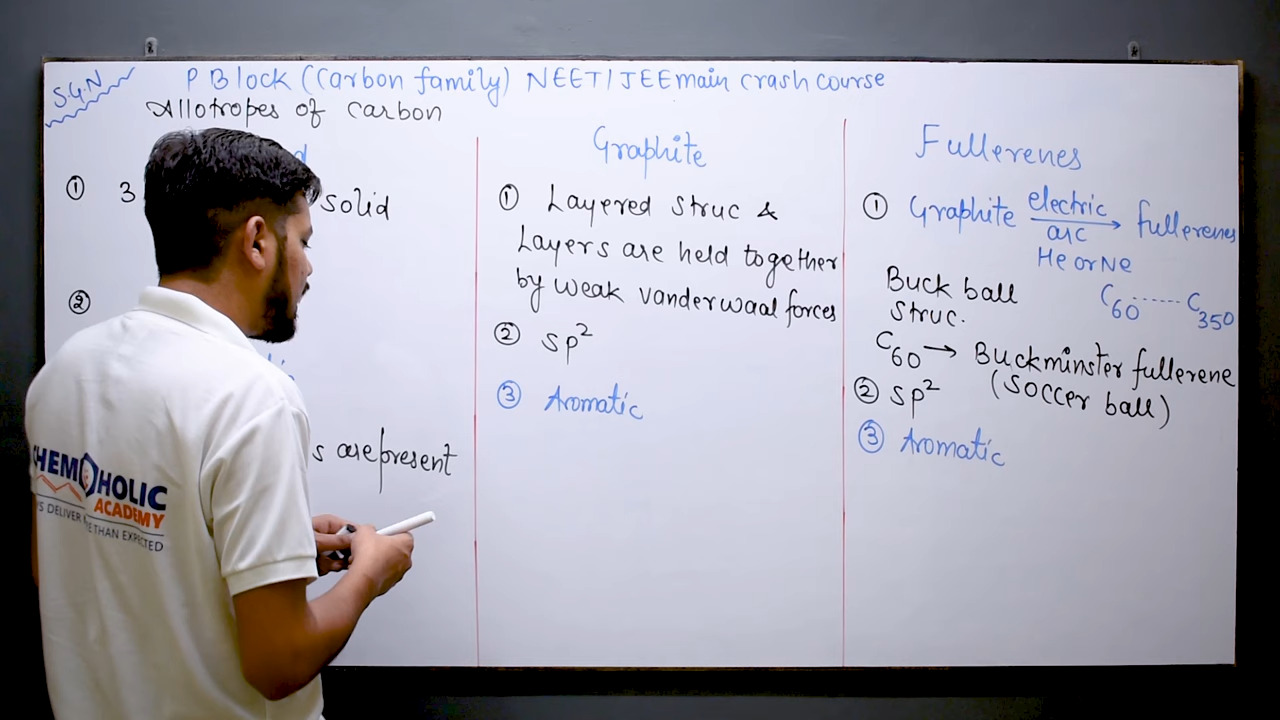 S.G.N
P Block (Carbon family) NEET/JEE main crash course
Allotropes of carbon
① 3
solid
②
s are present
Graphite
① Layered struc &
Layers are held together
by weak vanderwaal forces
② sp²
③ Aromatic
Fullerenes
① Graphite electric arc He or Ne → fullerenes
Buck ball
struc.
C60 ------ C350
C60 → Buckminster fullerene
(soccer ball)
② sp²
③ Aromatic
CHEMOHOLIC
ACADEMY
DELIVER
THAN EXPECTED